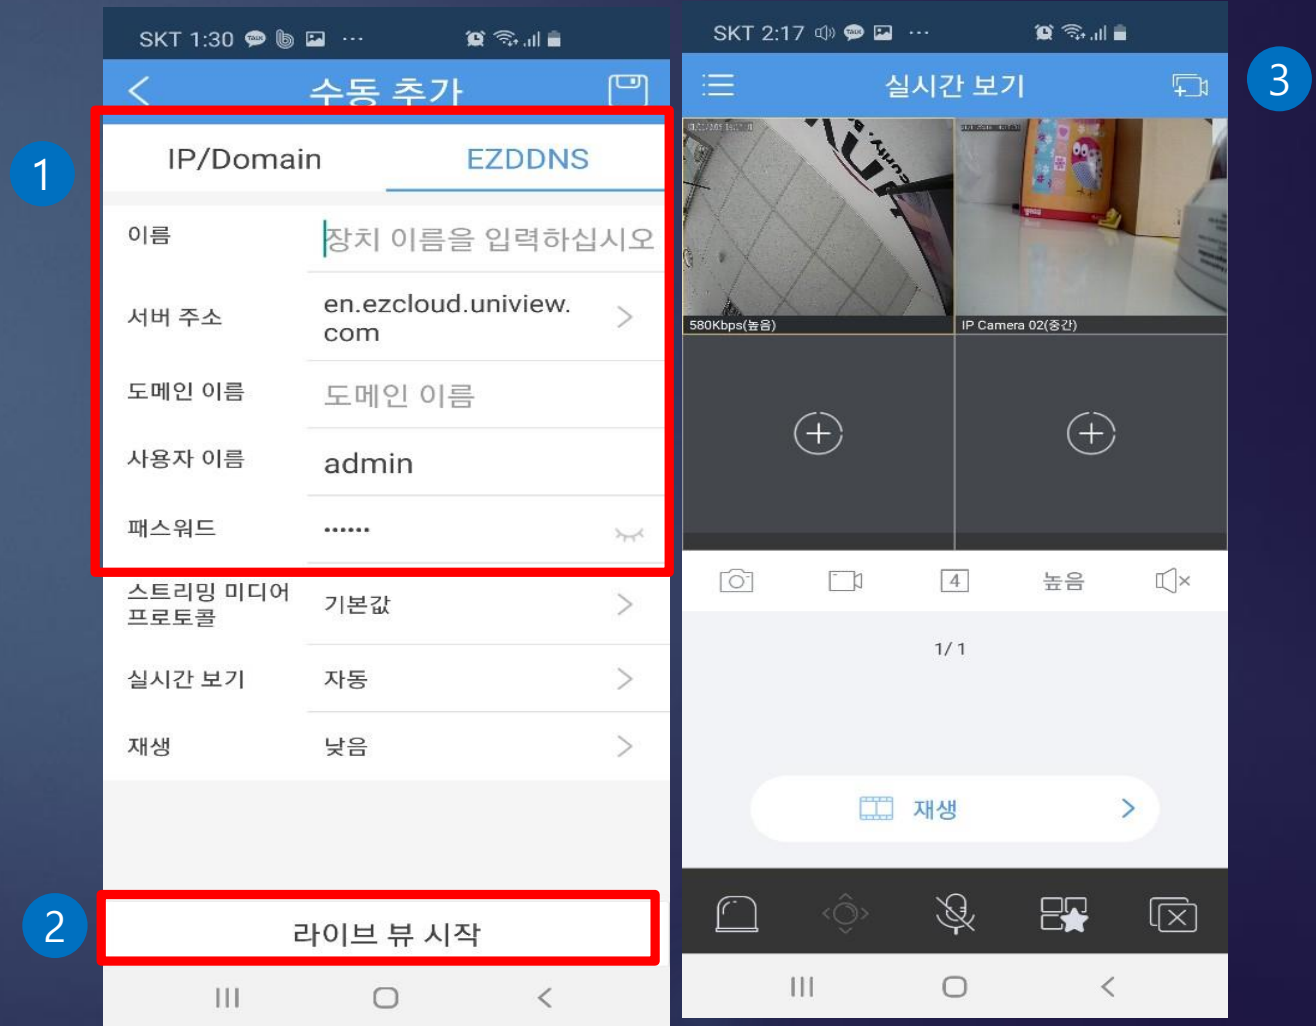 1
SKT 1:30
수동 추가
IP/Domain
EZDDNS
이름
장치 이름을 입력하십시오
서버 주소
en.ezcloud.uniview.
com
도메인 이름
도메인 이름
사용자 이름
admin
패스워드
••••••
스트리밍 미디어
프로토콜
기본값
실시간 보기
자동
재생
낮음
2
라이브 뷰 시작
SKT 2:17
실시간 보기
3
580Kbps(높음)
IP Camera 02(중간)
4
높음
1/ 1
재생